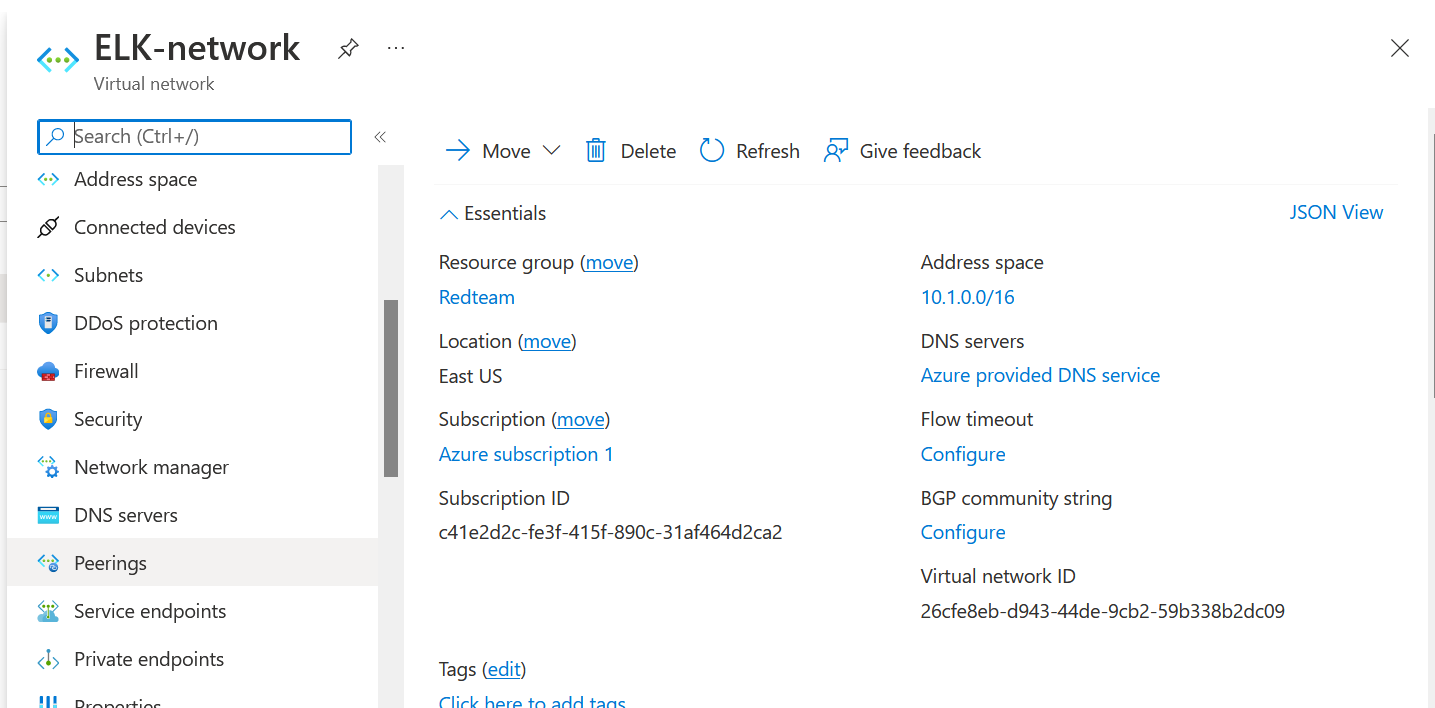 ELK-network
Virtual network
Search (Ctrl+/)
Address space
Connected devices
Subnets
DDoS protection
Firewall
Security
Network manager
DNS servers
Peerings
Service endpoints
Private endpoints
Properties
Move
Delete
Refresh
Give feedback
Essentials
JSON View
Resource group (move)
Redteam
Location (move)
East US
Subscription (move)
Azure subscription 1
Subscription ID
c41e2d2c-fe3f-415f-890c-31af464d2ca2
Address space
10.1.0.0/16
DNS servers
Azure provided DNS service
Flow timeout
Configure
BGP community string
Configure
Virtual network ID
26cfe8eb-d943-44de-9cb2-59b338b2dc09
Tags (edit)
Click here to add tags